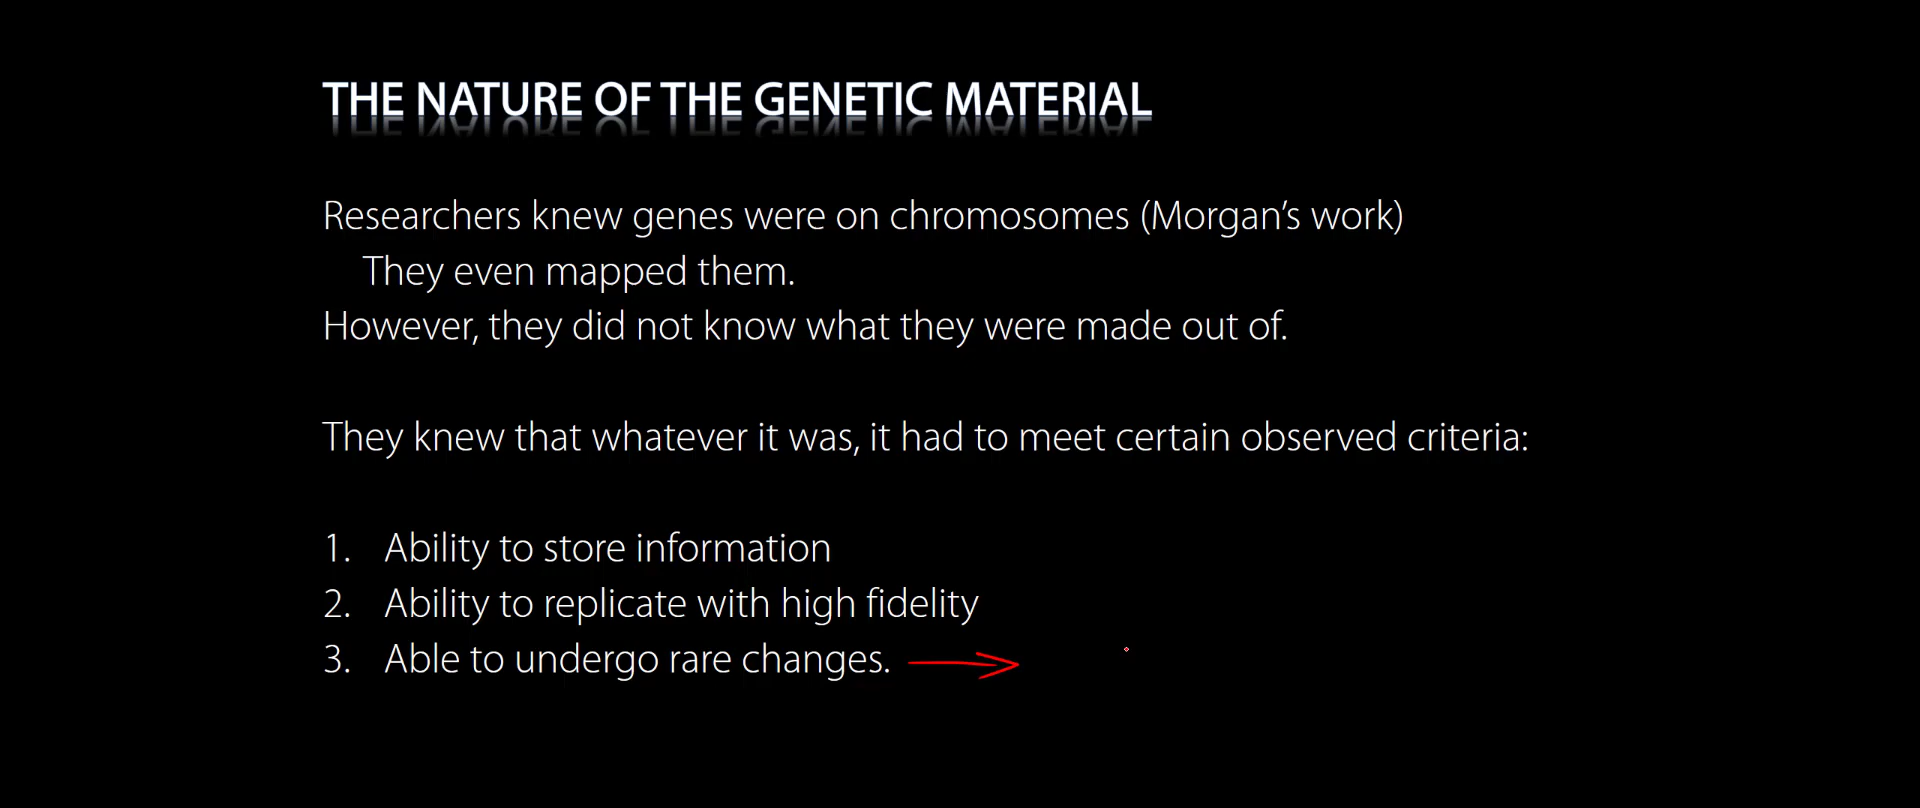 THE NATURE OF THE GENETIC MATERIAL
Researchers knew genes were on chromosomes (Morgan’s work)
They even mapped them.
However, they did not know what they were made out of.
They knew that whatever it was, it had to meet certain observed criteria:
1. Ability to store information
2. Ability to replicate with high fidelity
3. Able to undergo rare changes.